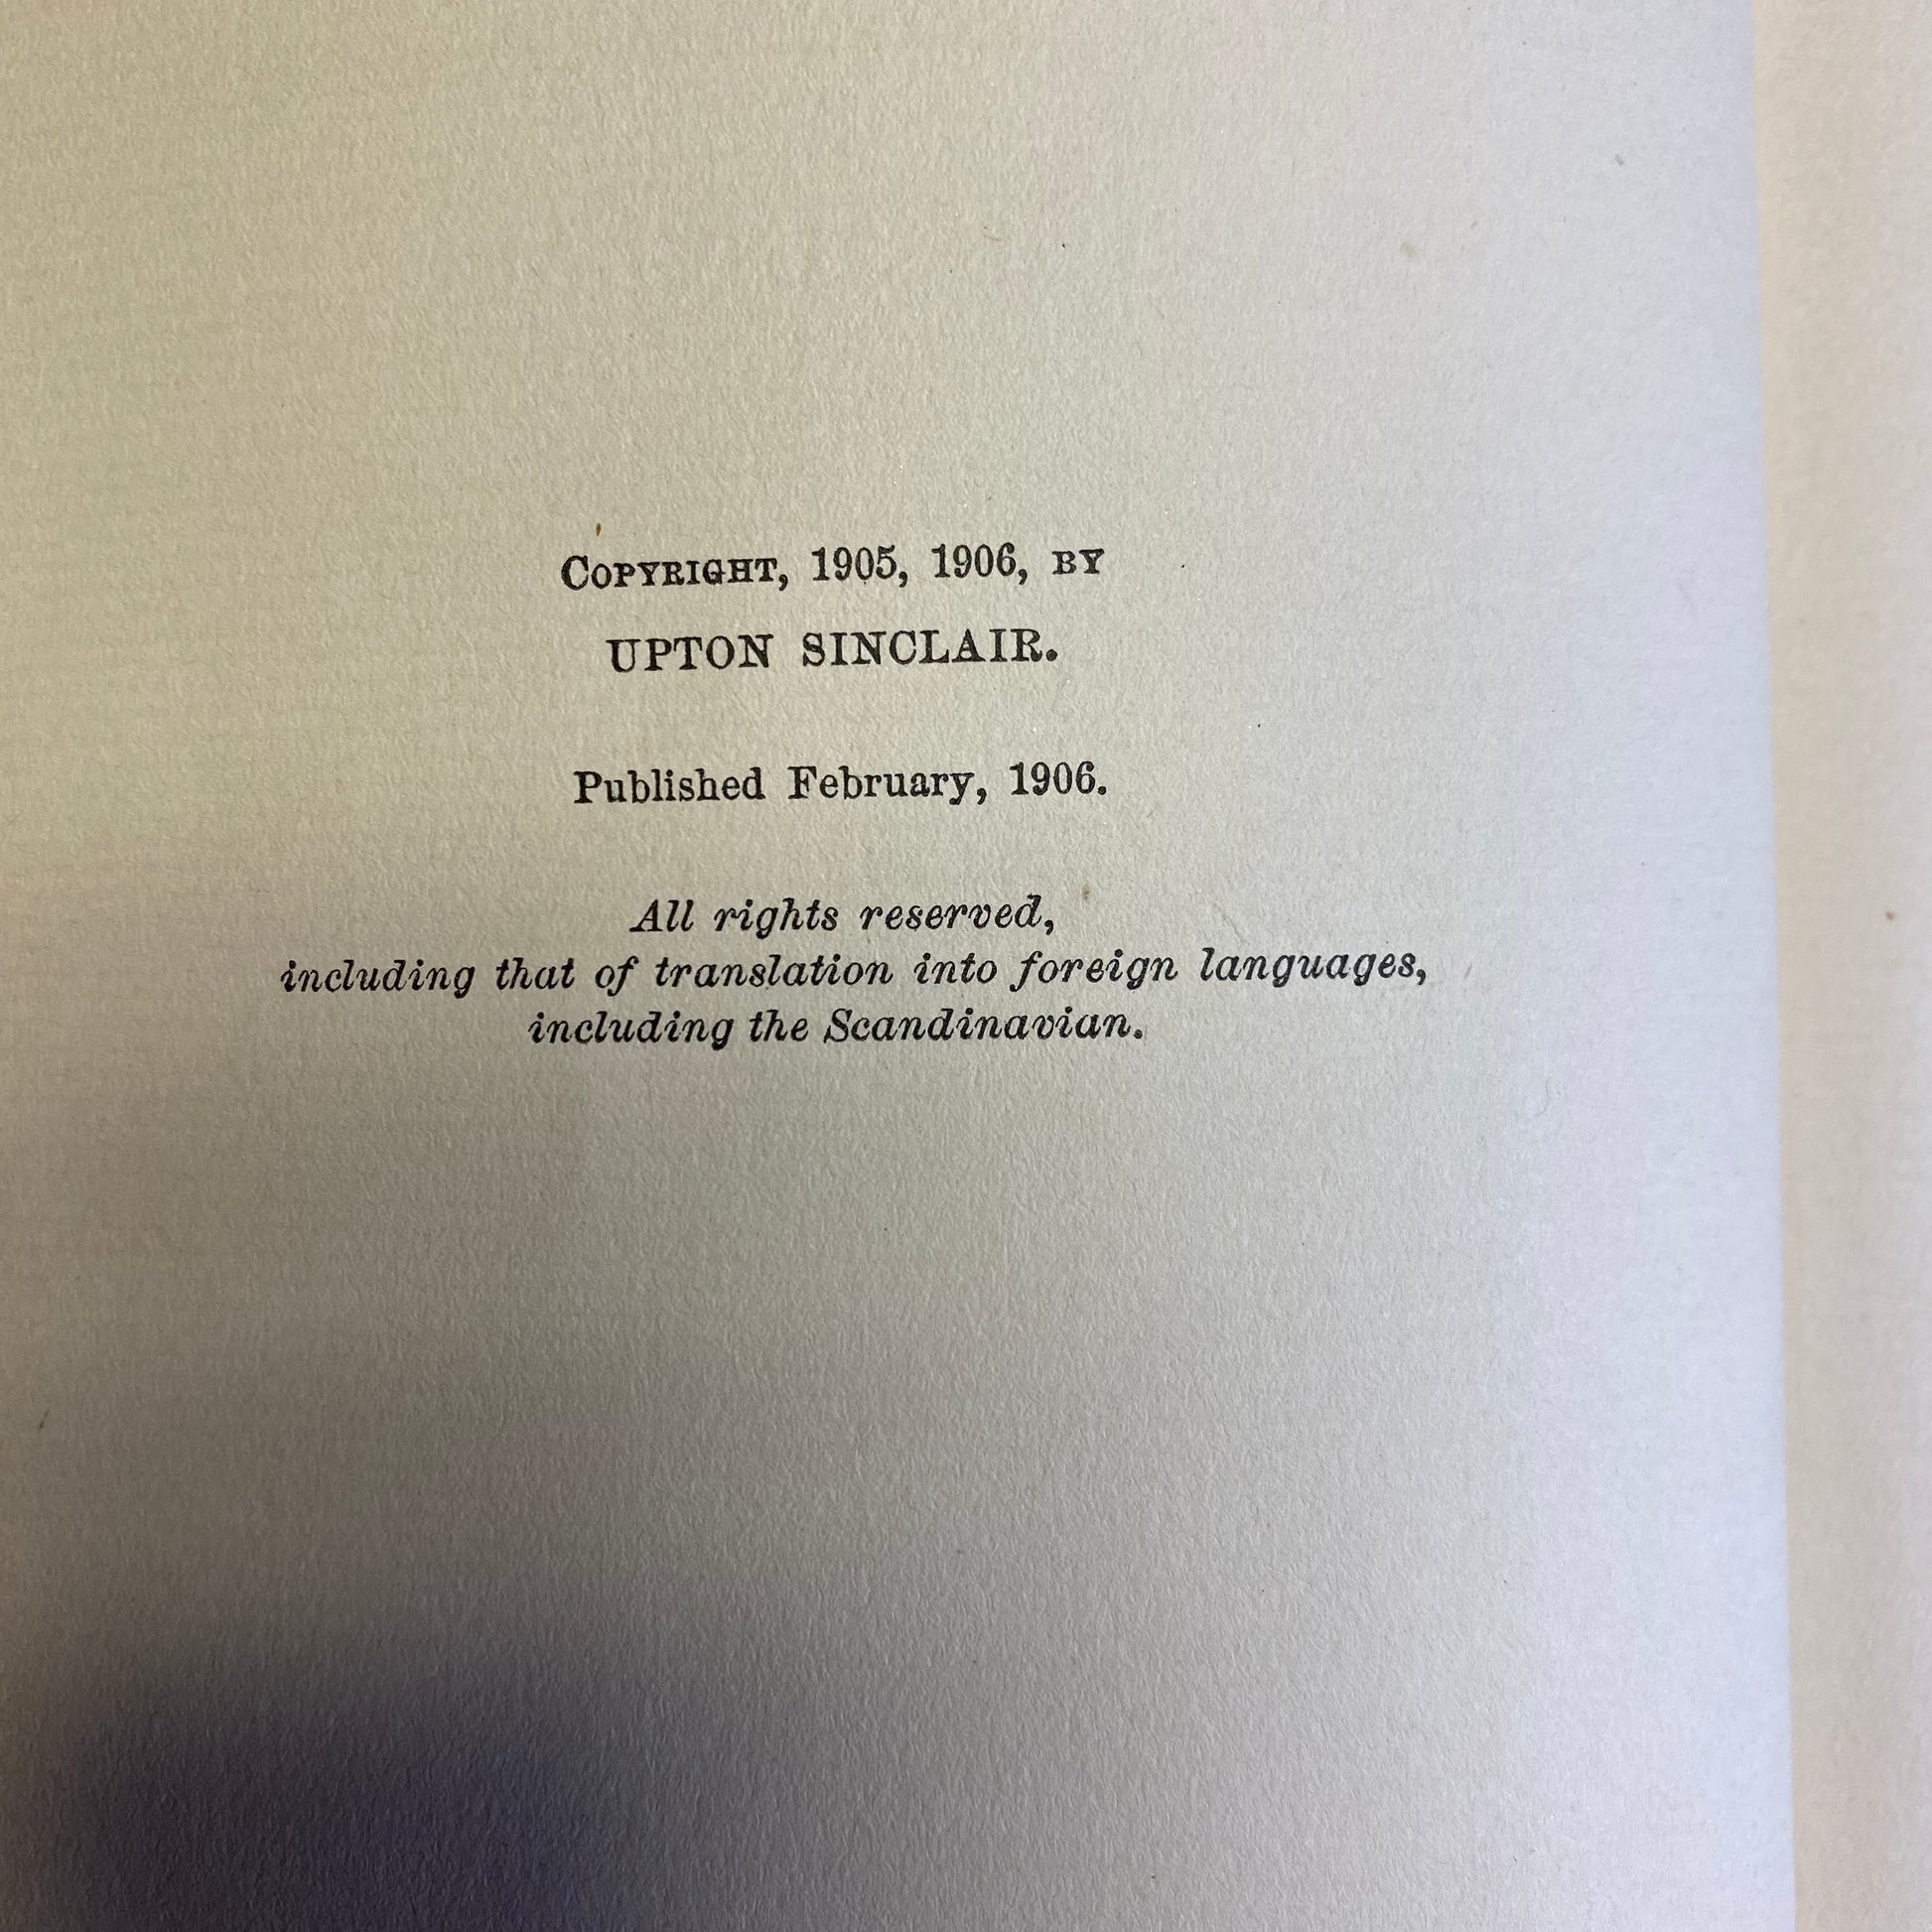 COPYRIGHT, 1905, 1906, BY
UPTON SINCLAIR.
Published February, 1906.
All rights reserved,
including that of translation into foreign languages,
including the Scandinavian.